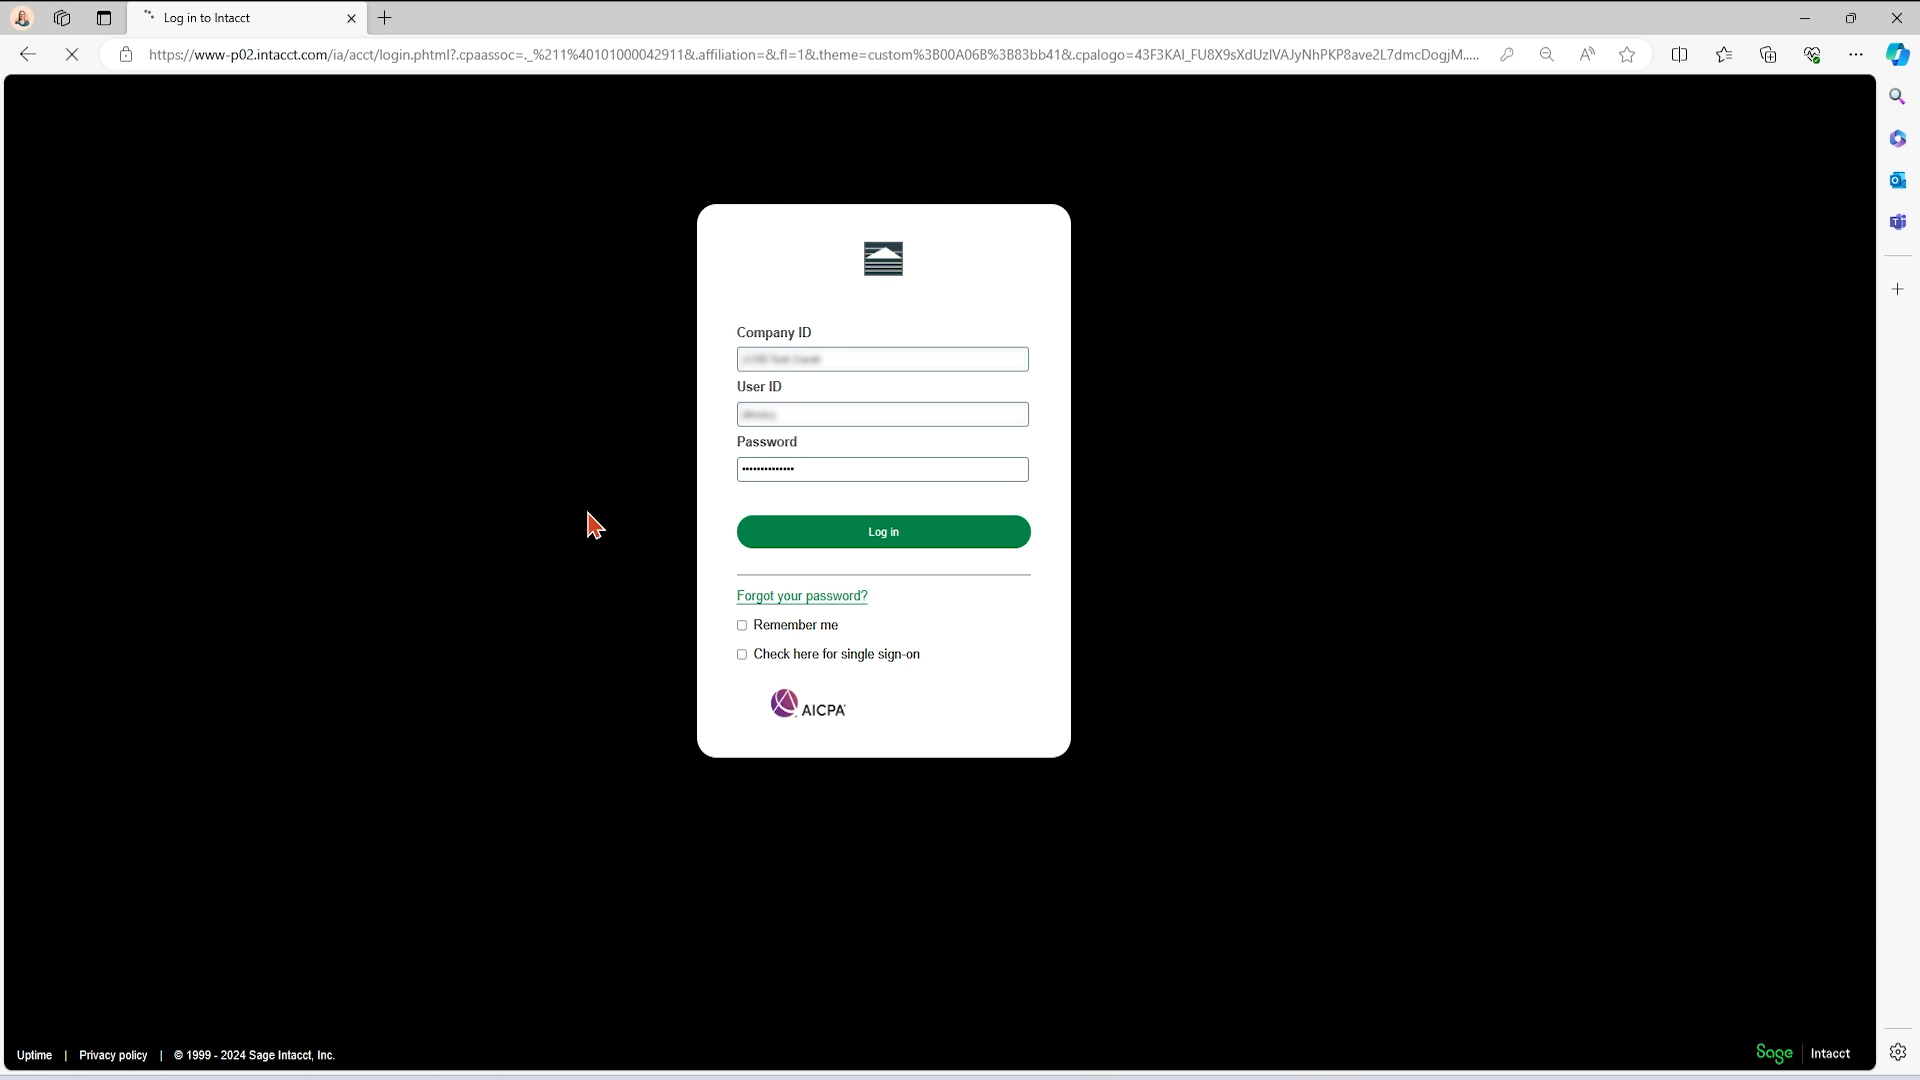 Log in to Intacct
https://www-p02.intacct.com/ia/acct/login.phtml?.cpaassoc=._%211%40101000042911&.affiliation=&.fl=1&.theme=custom%3B00A06B%3B83bb41&.cpalogo=43F3KAI_FU8X9sXdUzIVAJyNhPKP8ave2L7dmcDogjM.....
Company ID
User ID
Password
••••••••••••••
Log in
Forgot your password?
Remember me
Check here for single sign-on
AICPA
Uptime | Privacy policy | © 1999 - 2024 Sage Intacct, Inc.
Sage | Intacct